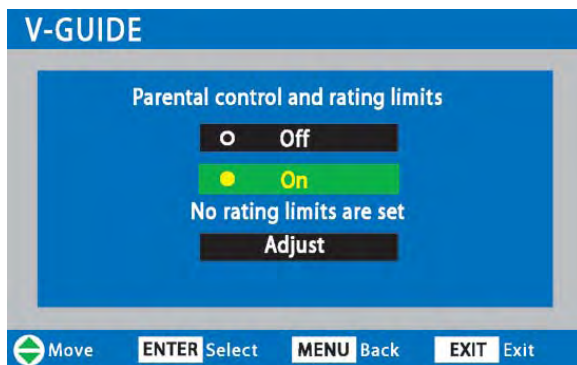 V-GUIDE
Parental control and rating limits
Off
On
No rating limits are set
Adjust
Move ENTER Select MENU Back EXIT Exit